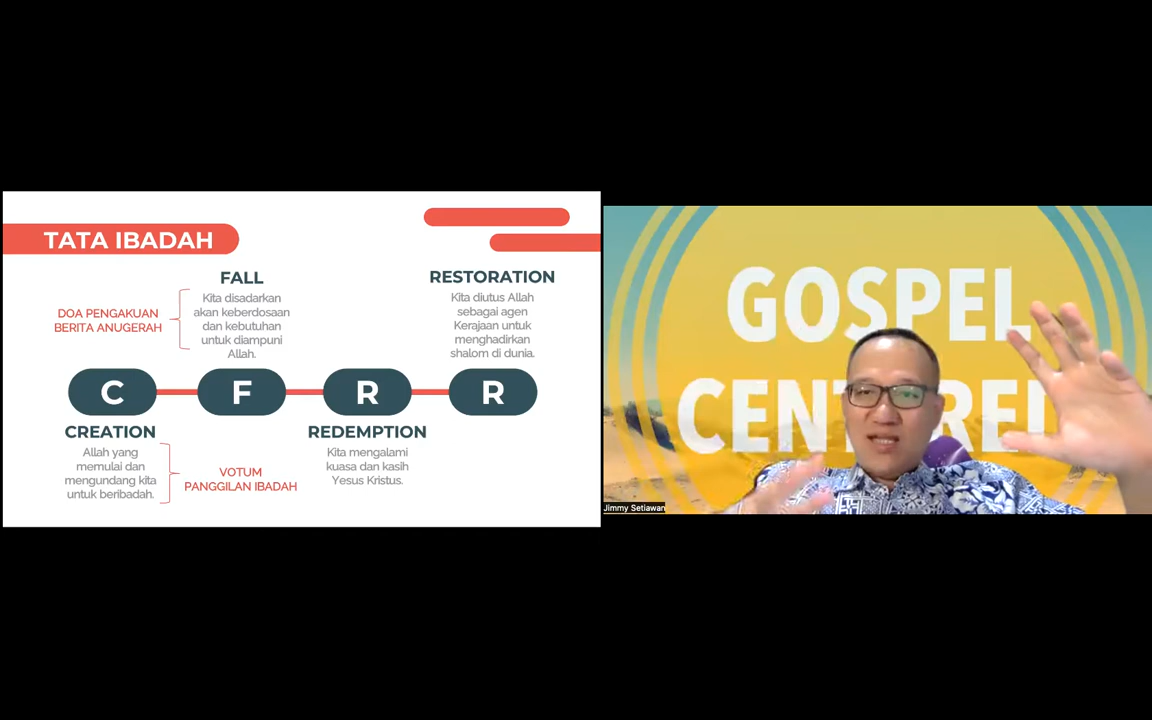 TATA IBADAH
FALL
Kita disadarkan
akan keberdosaan
dan kebutuhan
untuk diampuni
Allah.
DOA PENGAKUAN
BERITA ANUGERAH
RESTORATION
Kita diutus Allah
sebagai agen
Kerajaan untuk
menghadirkan
shalom di dunia.
C
F
R
R
CREATION
Allah yang
memulai dan
mengundang kita
untuk beribadah.
VOTUM
PANGGILAN IBADAH
REDEMPTION
Kita mengalami
kuasa dan kasih
Yesus Kristus.
GOSPEL
CENTRED
Jimmy Setiawan